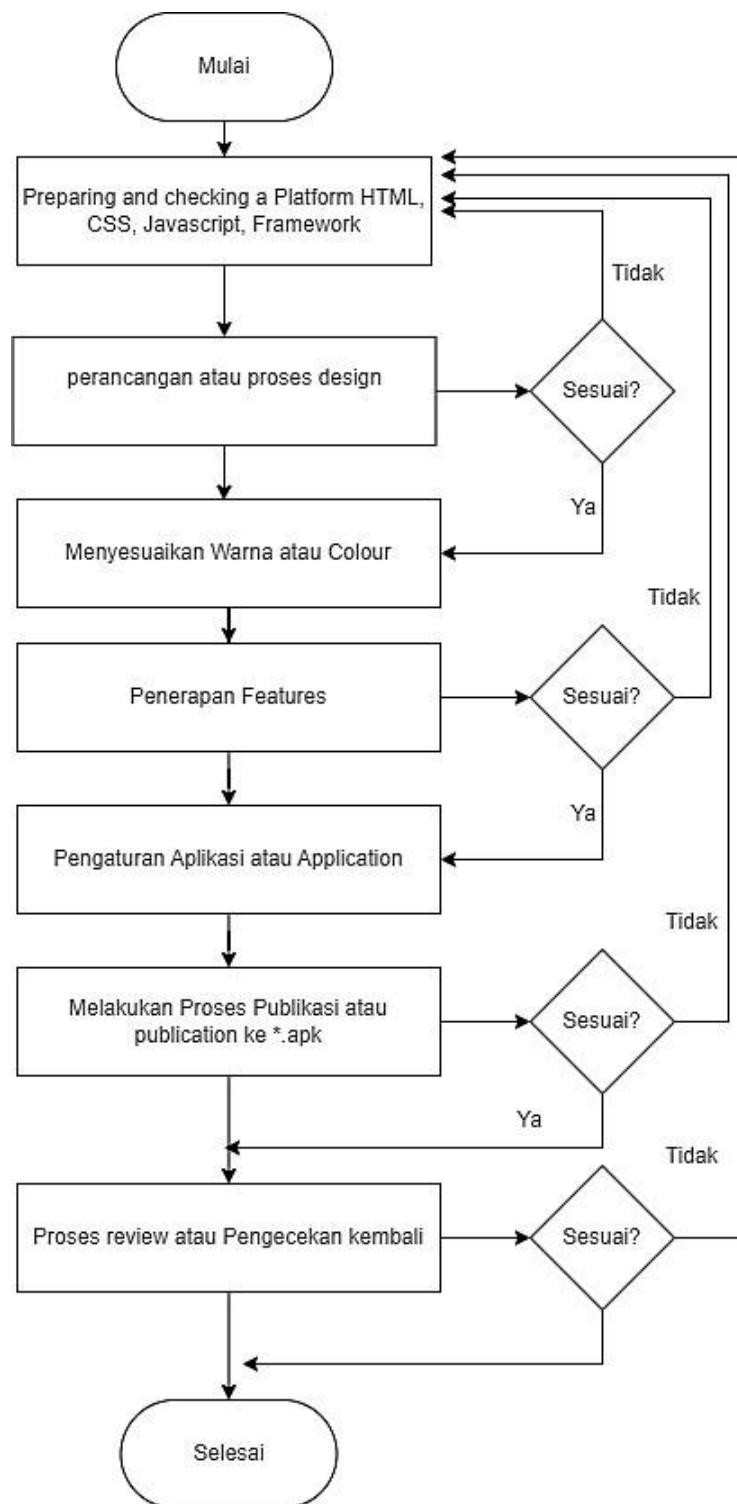 Mulai
Preparing and checking a Platform HTML,
CSS, Javascript, Framework
Tidak
perancangan atau proses design
Sesuai?
Ya
Menyesuaikan Warna atau Colour
Tidak
Penerapan Features
Sesuai?
Ya
Pengaturan Aplikasi atau Application
Tidak
Melakukan Proses Publikasi atau
publication ke *.apk
Sesuai?
Ya
Tidak
Proses review atau Pengecekan kembali
Sesuai?
Selesai